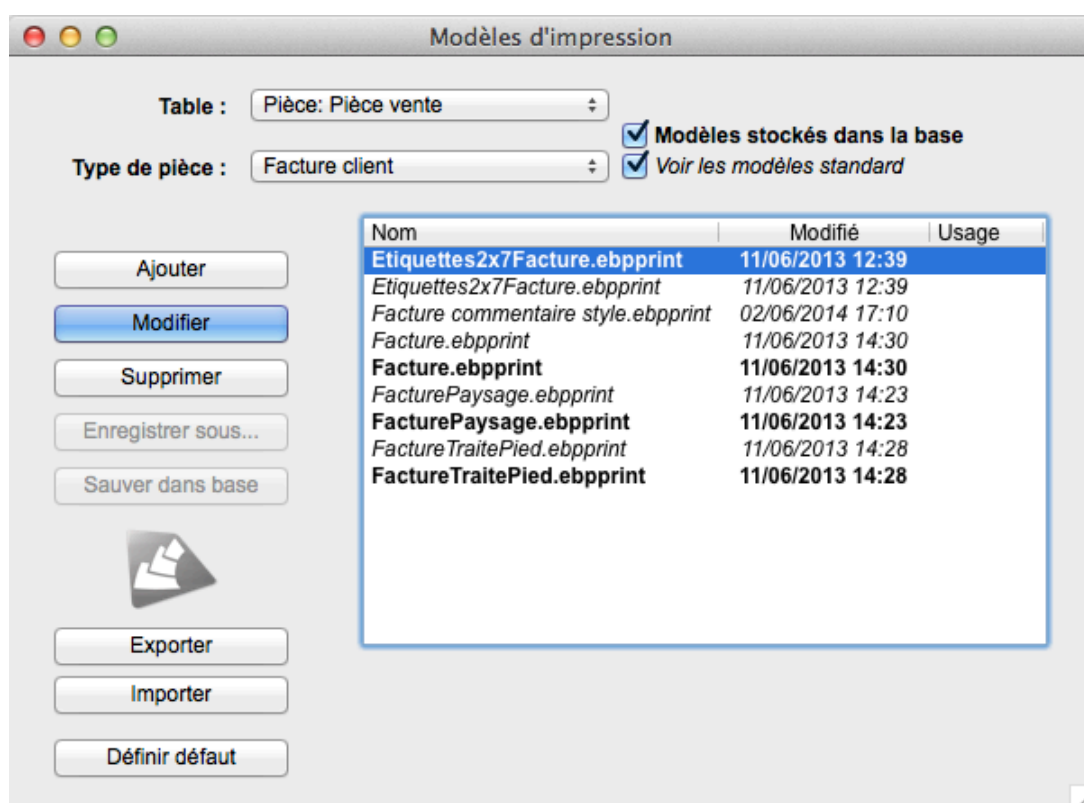 Modèles d'impression
Table : Pièce: Pièce vente
Modèles stockés dans la base
Type de pièce : Facture client
Voir les modèles standard
Nom Modifié Usage
Etiquettes2x7Facture.ebpprint 11/06/2013 12:39
Etiquettes2x7Facture.ebpprint 11/06/2013 12:39
Facture commentaire style.ebpprint 02/06/2014 17:10
Facture.ebpprint 11/06/2013 14:30
Facture.ebpprint 11/06/2013 14:30
FacturePaysage.ebpprint 11/06/2013 14:23
FacturePaysage.ebpprint 11/06/2013 14:23
FactureTraitePied.ebpprint 11/06/2013 14:28
FactureTraitePied.ebpprint 11/06/2013 14:28
Ajouter
Modifier
Supprimer
Enregistrer sous...
Sauver dans base
Exporter
Importer
Définir défaut